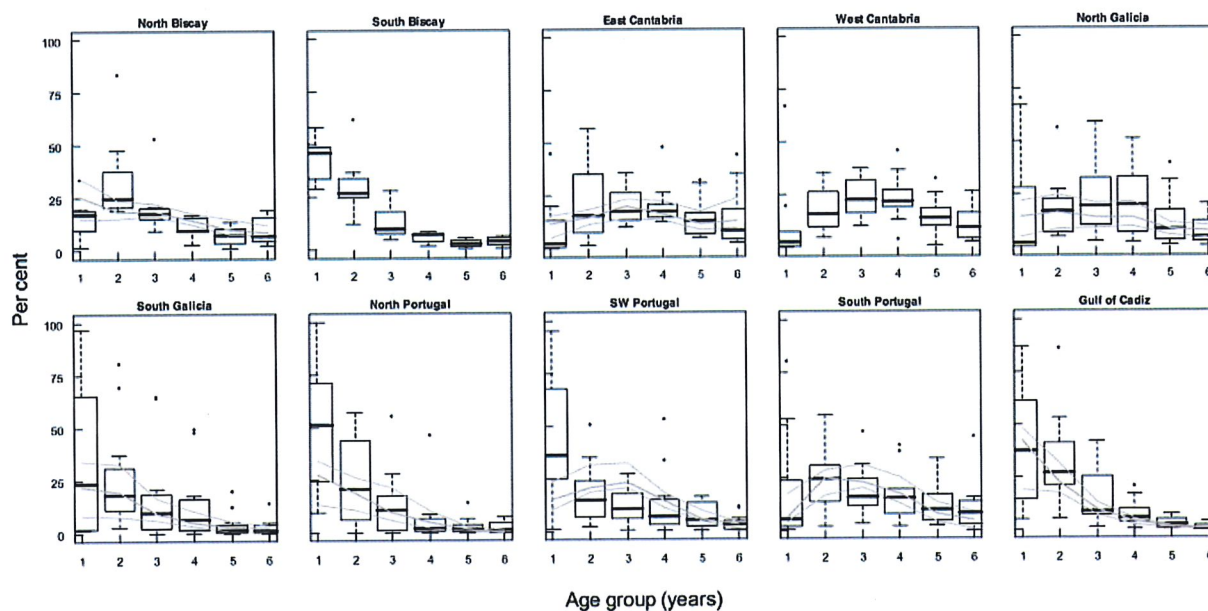 North Biscay South Biscay East Cantabria West Cantabria North Galicia
100
75
50
25
0
1 2 3 4 5 6 1 2 3 4 5 6 1 2 3 4 5 6 1 2 3 4 5 6 1 2 3 4 5 6
Per cent
South Galicia North Portugal SW Portugal South Portugal Gulf of Cadiz
100
75
50
25
0
1 2 3 4 5 6 1 2 3 4 5 6 1 2 3 4 5 6 1 2 3 4 5 6 1 2 3 4 5 6
Age group (years)